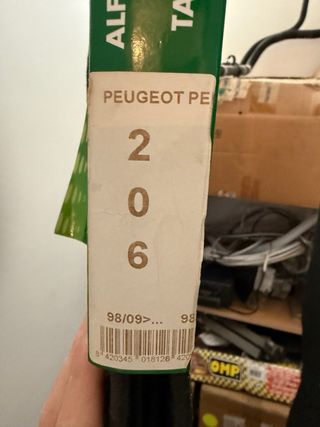 ALF
TA
PEUGEOT PE
2
0
6
98/09>... 98
8 420345 018126 420
OMP